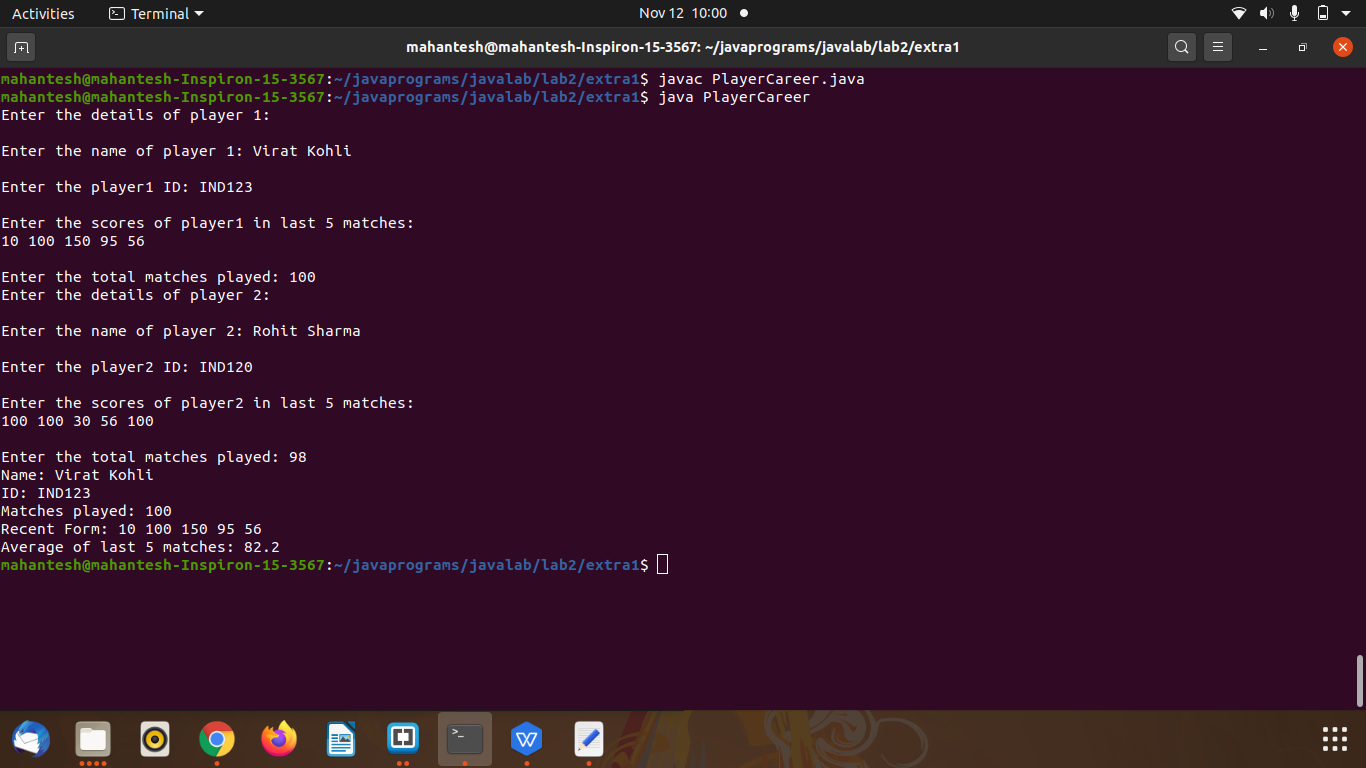 Activities Terminal Nov 12 10:00
mahantesh@mahantesh-Inspiron-15-3567: ~/javaprograms/javalab/lab2/extra1
mahantesh@mahantesh-Inspiron-15-3567:~/javaprograms/javalab/lab2/extra1$ javac PlayerCareer.java
mahantesh@mahantesh-Inspiron-15-3567:~/javaprograms/javalab/lab2/extra1$ java PlayerCareer
Enter the details of player 1:
Enter the name of player 1: Virat Kohli
Enter the player1 ID: IND123
Enter the scores of player1 in last 5 matches:
10 100 150 95 56
Enter the total matches played: 100
Enter the details of player 2:
Enter the name of player 2: Rohit Sharma
Enter the player2 ID: IND120
Enter the scores of player2 in last 5 matches:
100 100 30 56 100
Enter the total matches played: 98
Name: Virat Kohli
ID: IND123
Matches played: 100
Recent Form: 10 100 150 95 56
Average of last 5 matches: 82.2
mahantesh@mahantesh-Inspiron-15-3567:~/javaprograms/javalab/lab2/extra1$